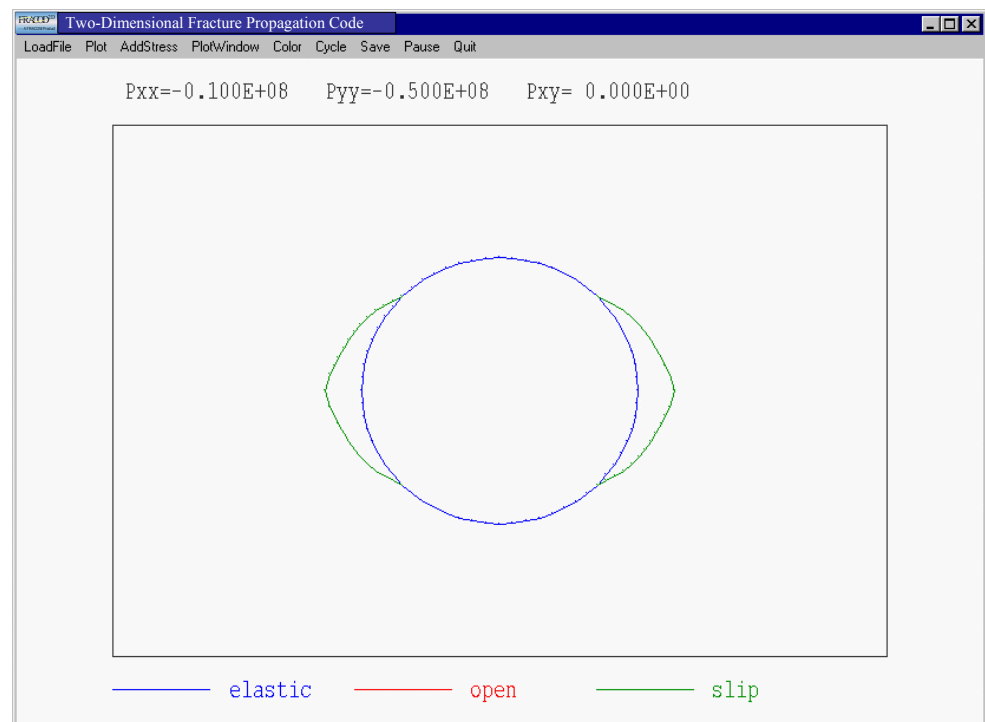 FRACOD2D Two-Dimensional Fracture Propagation Code
LoadFile Plot AddStress PlotWindow Color Cycle Save Pause Quit
Pxx=-0.100E+08 Pyy=-0.500E+08 Pxy= 0.000E+00
elastic open slip